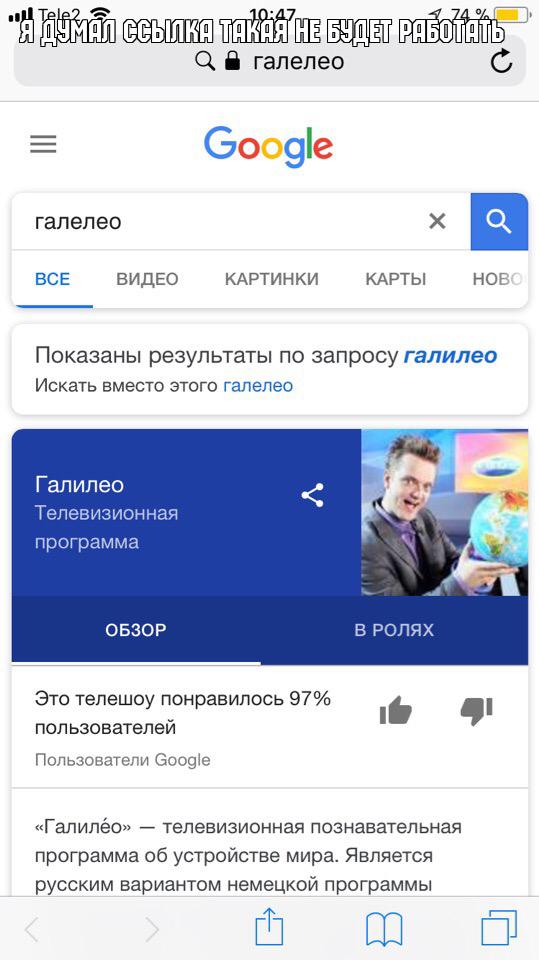 Tele2 10:47 74 %
Я ДУМАЛ ССЫЛКА ТАКАЯ НЕ БУДЕТ РАБОТАТЬ
галелео
Google
галелео
ВСЕ ВИДЕО КАРТИНКИ КАРТЫ НОВО
Показаны результаты по запросу галилео
Искать вместо этого галелео
Галилео
Телевизионная
программа
ОБЗОР В РОЛЯХ
Это телешоу понравилось 97%
пользователей
Пользователи Google
«Галиле́о» — телевизионная познавательная
программа об устройстве мира. Является
русским вариантом немецкой программы